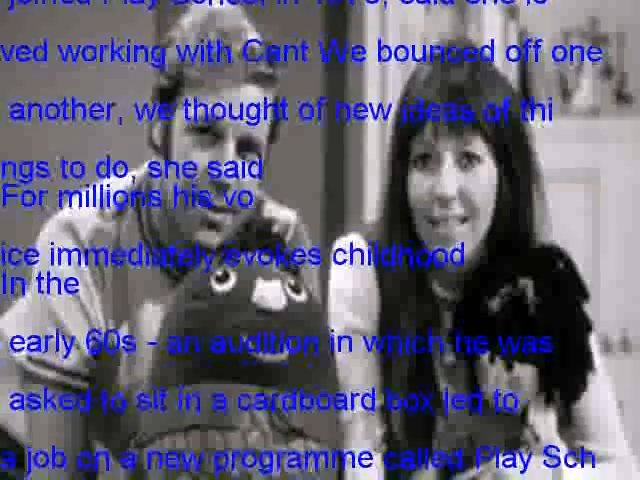 joined Play School, in 1973, said she lo
ved working with Cant We bounced off one
another, we thought of new ideas of thi
ngs to do, she said
For millions his vo
ice immediately evokes childhood
In the
early 60s - an audition in which he was
asked to sit in a cardboard box led to
a job on a new programme called Play Sch